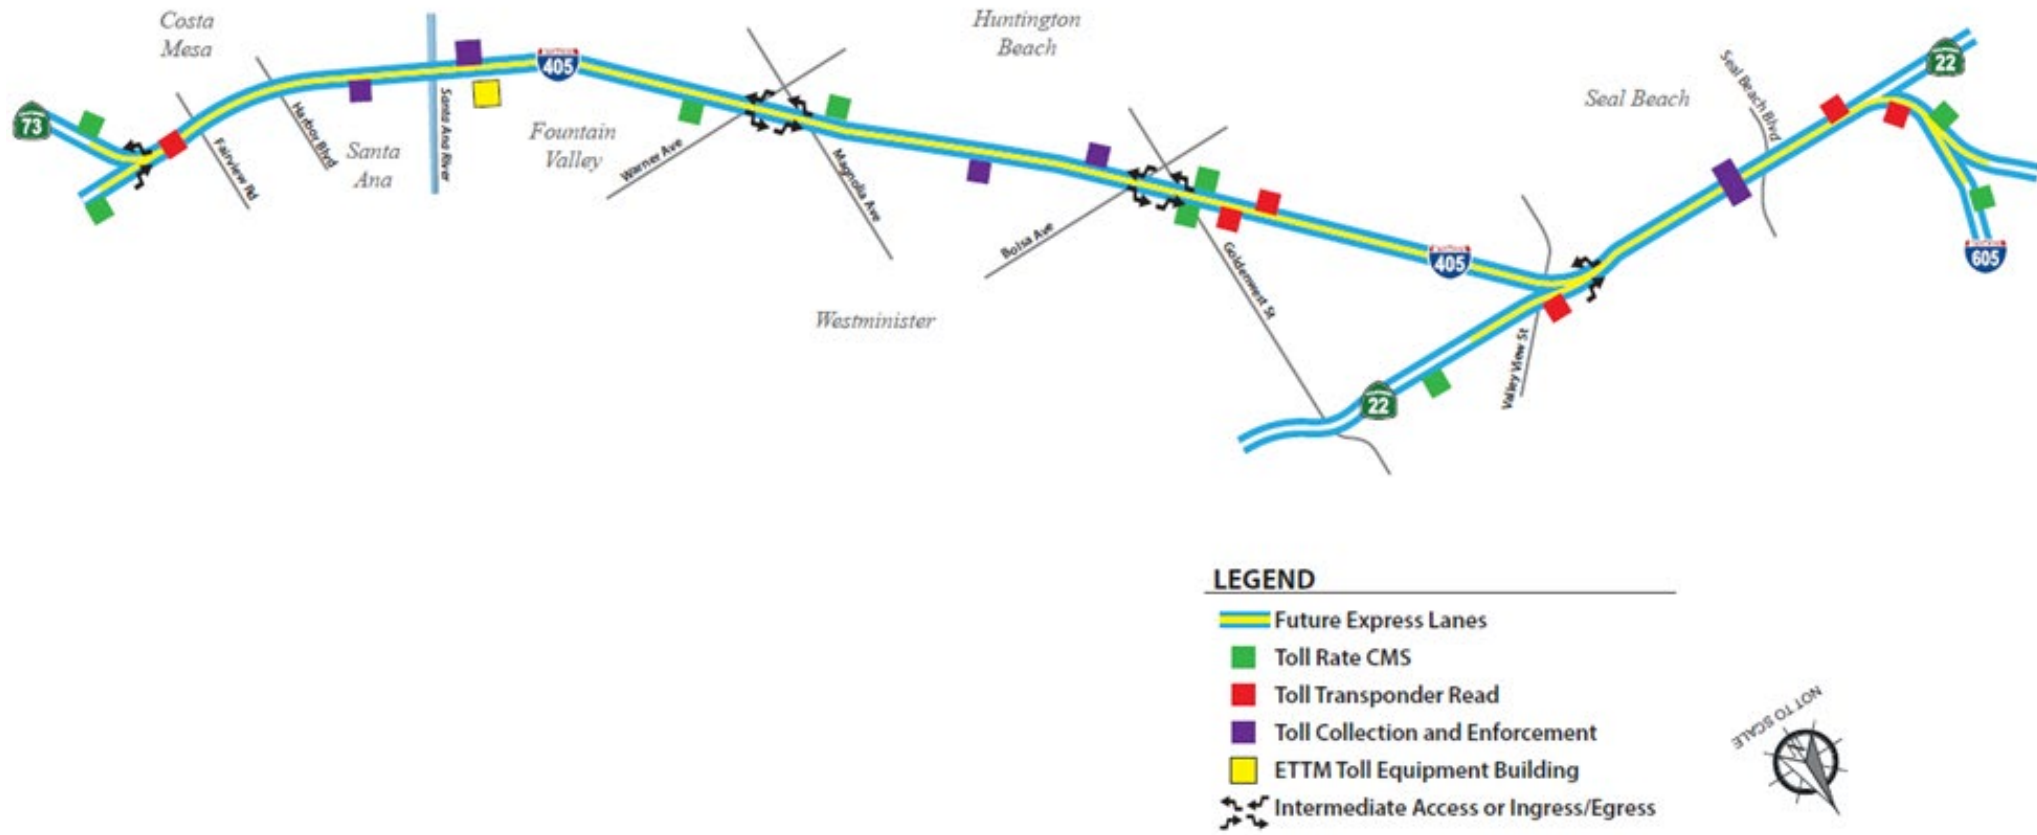 Costa
Mesa
Huntington
Beach
Seal Beach
Seal Beach Blvd
22
405
73
Harbor Blvd
Santa Ana River
Fairview Rd
Santa
Ana
Fountain
Valley
Warner Ave
Magnolia Ave
Bolsa Ave
Goldenwest St
405
605
Westminister
Valley View St
22
LEGEND
Future Express Lanes
Toll Rate CMS
Toll Transponder Read
Toll Collection and Enforcement
ETTM Toll Equipment Building
Intermediate Access or Ingress/Egress
NOT TO SCALE